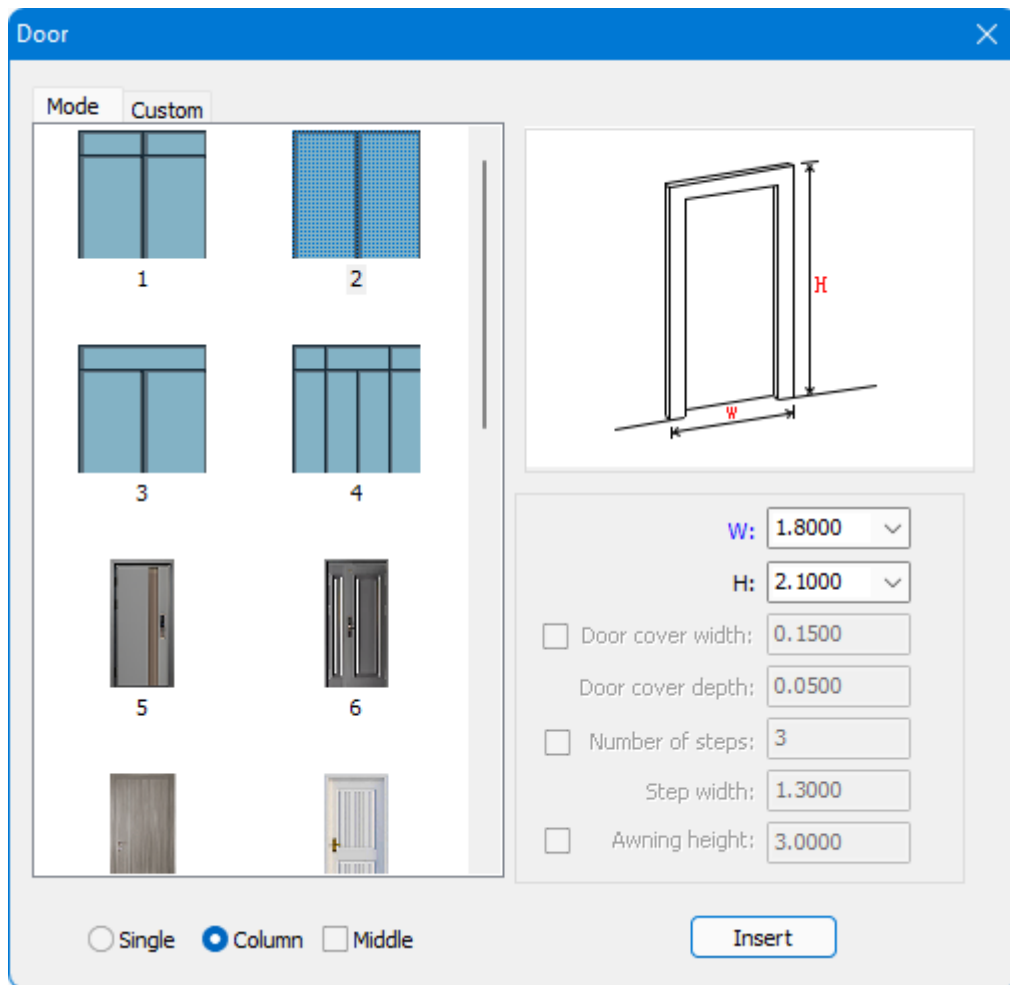 Door
Mode Custom
1 2
3 4
5 6
H
W
W: 1.8000
H: 2.1000
Door cover width: 0.1500
Door cover depth: 0.0500
Number of steps: 3
Step width: 1.3000
Awning height: 3.0000
Single Column Middle
Insert